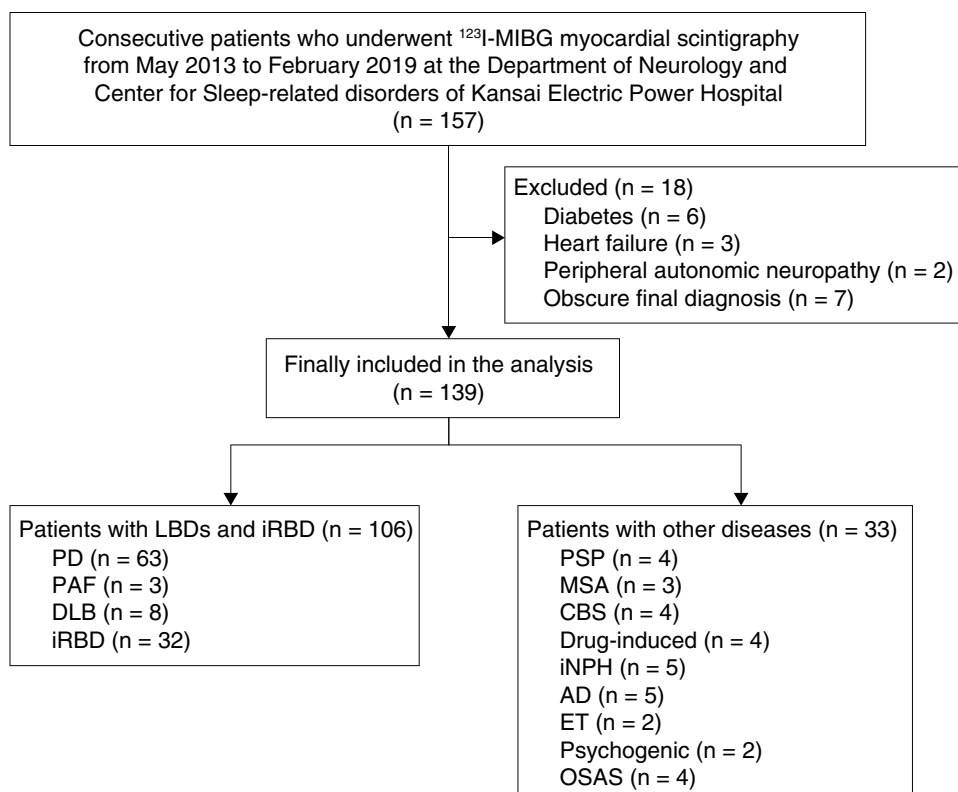 Consecutive patients who underwent ¹²³I-MIBG myocardial scintigraphy
from May 2013 to February 2019 at the Department of Neurology and
Center for Sleep-related disorders of Kansai Electric Power Hospital
(n = 157)
Excluded (n = 18)
Diabetes (n = 6)
Heart failure (n = 3)
Peripheral autonomic neuropathy (n = 2)
Obscure final diagnosis (n = 7)
Finally included in the analysis
(n = 139)
Patients with LBDs and iRBD (n = 106)
PD (n = 63)
PAF (n = 3)
DLB (n = 8)
iRBD (n = 32)
Patients with other diseases (n = 33)
PSP (n = 4)
MSA (n = 3)
CBS (n = 4)
Drug-induced (n = 4)
iNPH (n = 5)
AD (n = 5)
ET (n = 2)
Psychogenic (n = 2)
OSAS (n = 4)